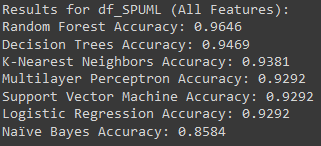 Results for df_SPUML (All Features):
Random Forest Accuracy: 0.9646
Decision Trees Accuracy: 0.9469
K-Nearest Neighbors Accuracy: 0.9381
Multilayer Perceptron Accuracy: 0.9292
Support Vector Machine Accuracy: 0.9292
Logistic Regression Accuracy: 0.9292
Naïve Bayes Accuracy: 0.8584